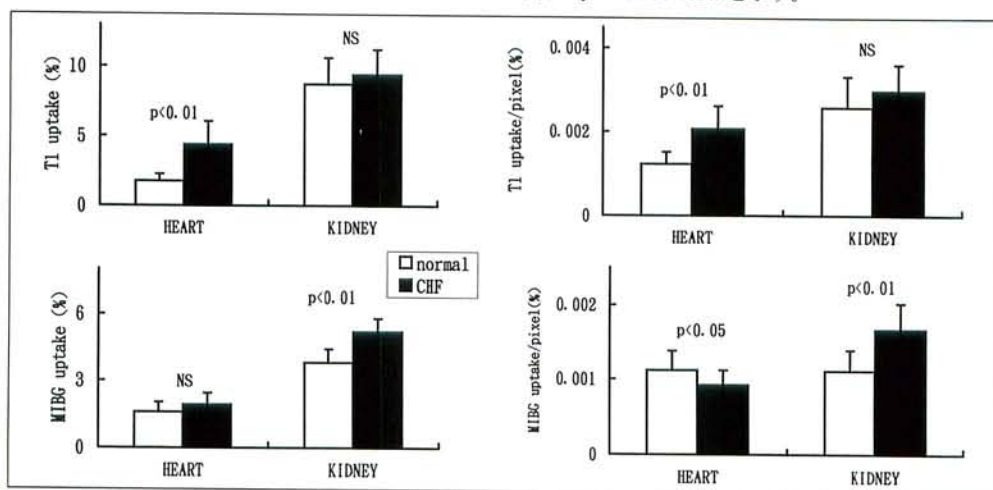 Tl uptake (%)
10
5
0
p<0.01
NS
HEART
KIDNEY
Tl uptake/pixel(%)
0.004
0.002
0
p<0.01
NS
HEART
KIDNEY
normal
CHF
MIBG uptake (%)
6
3
0
NS
p<0.01
HEART
KIDNEY
MIBG uptake/pixel(%)
0.002
0.001
0
p<0.05
p<0.01
HEART
KIDNEY